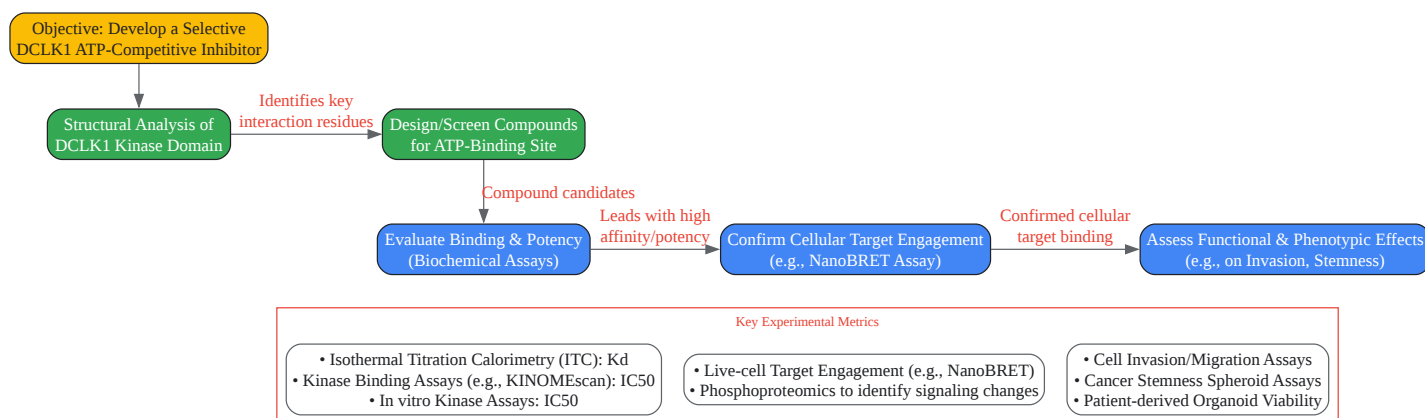 Objective: Develop a Selective
DCLK1 ATP-Competitive Inhibitor
Identifies key
interaction residues
Structural Analysis of
DCLK1 Kinase Domain
Design/Screen Compounds
for ATP-Binding Site
Compound candidates
Leads with high
affinity/potency
Confirmed cellular
target binding
Evaluate Binding & Potency
(Biochemical Assays)
Confirm Cellular Target Engagement
(e.g., NanoBRET Assay)
Assess Functional & Phenotypic Effects
(e.g., on Invasion, Stemness)
Key Experimental Metrics
• Isothermal Titration Calorimetry (ITC): Kd
• Kinase Binding Assays (e.g., KINOMEscan): IC50
• In vitro Kinase Assays: IC50
• Live-cell Target Engagement (e.g., NanoBRET)
• Phosphoproteomics to identify signaling changes
• Cell Invasion/Migration Assays
• Cancer Stemness Spheroid Assays
• Patient-derived Organoid Viability